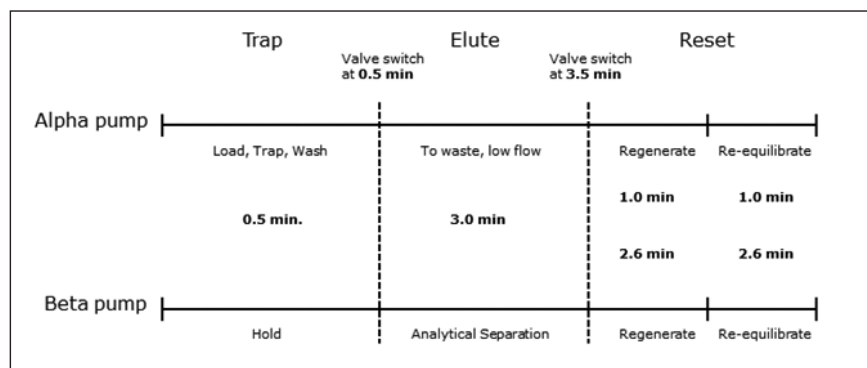 Trap Elute Reset
Valve switch
at 0.5 min
Valve switch
at 3.5 min
Alpha pump
Load, Trap, Wash To waste, low flow Regenerate Re-equilibrate
1.0 min 1.0 min
0.5 min. 3.0 min
2.6 min 2.6 min
Beta pump
Hold Analytical Separation Regenerate Re-equilibrate